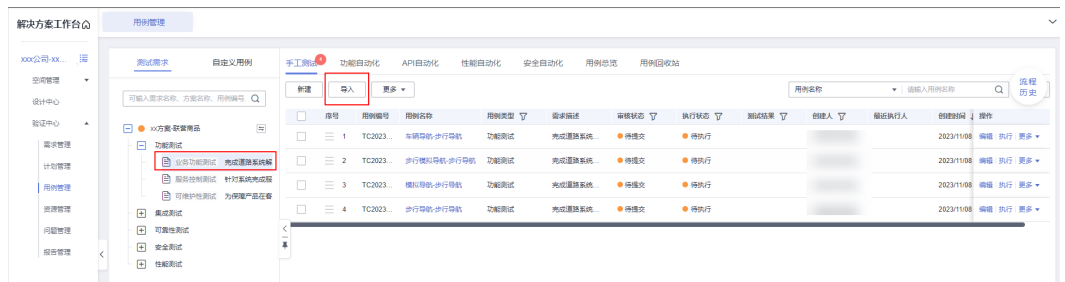 解决方案工作台
用例管理
xxx公司-xx...
空间管理
设计中心
验证中心
需求管理
计划管理
用例管理
资源管理
问题管理
报告管理
测试需求 自定义用例
可输入需求名称、方案名称、用例编号
xx方案-联营商品
功能测试
业务功能测试 完成道路系统解
服务控制测试 针对系统完成服
可维护性测试 为保障产品在客
集成测试
可靠性测试
安全测试
性能测试
手工测试 4 功能自动化 API自动化 性能自动化 安全自动化 用例总览 用例回收站
新建 导入 更多 用例名称 请输入用例名称
流程
历史
序号 用例编号 用例名称 用例类型 需求描述 审核状态 执行状态 测试结果 创建人 最近执行人 创建时间 操作
1 TC2023... 车辆导航-步行导航 功能测试 完成道路系统... 待提交 待执行 2023/11/08 编辑 执行 更多
2 TC2023... 步行模拟导航-步行导航 功能测试 完成道路系统... 待提交 待执行 2023/11/08 编辑 执行 更多
3 TC2023... 模拟导航-步行导航 功能测试 完成道路系统... 待提交 待执行 2023/11/08 编辑 执行 更多
4 TC2023... 步行导航-步行导航 功能测试 完成道路系统... 待提交 待执行 2023/11/08 编辑 执行 更多